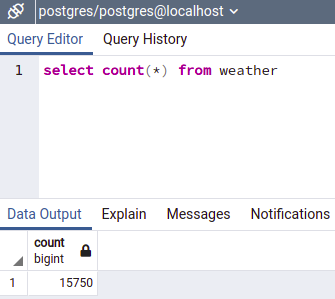 postgres/postgres@localhost
Query Editor Query History
1 select count(*) from weather
Data Output Explain Messages Notifications
count
bigint
1 15750